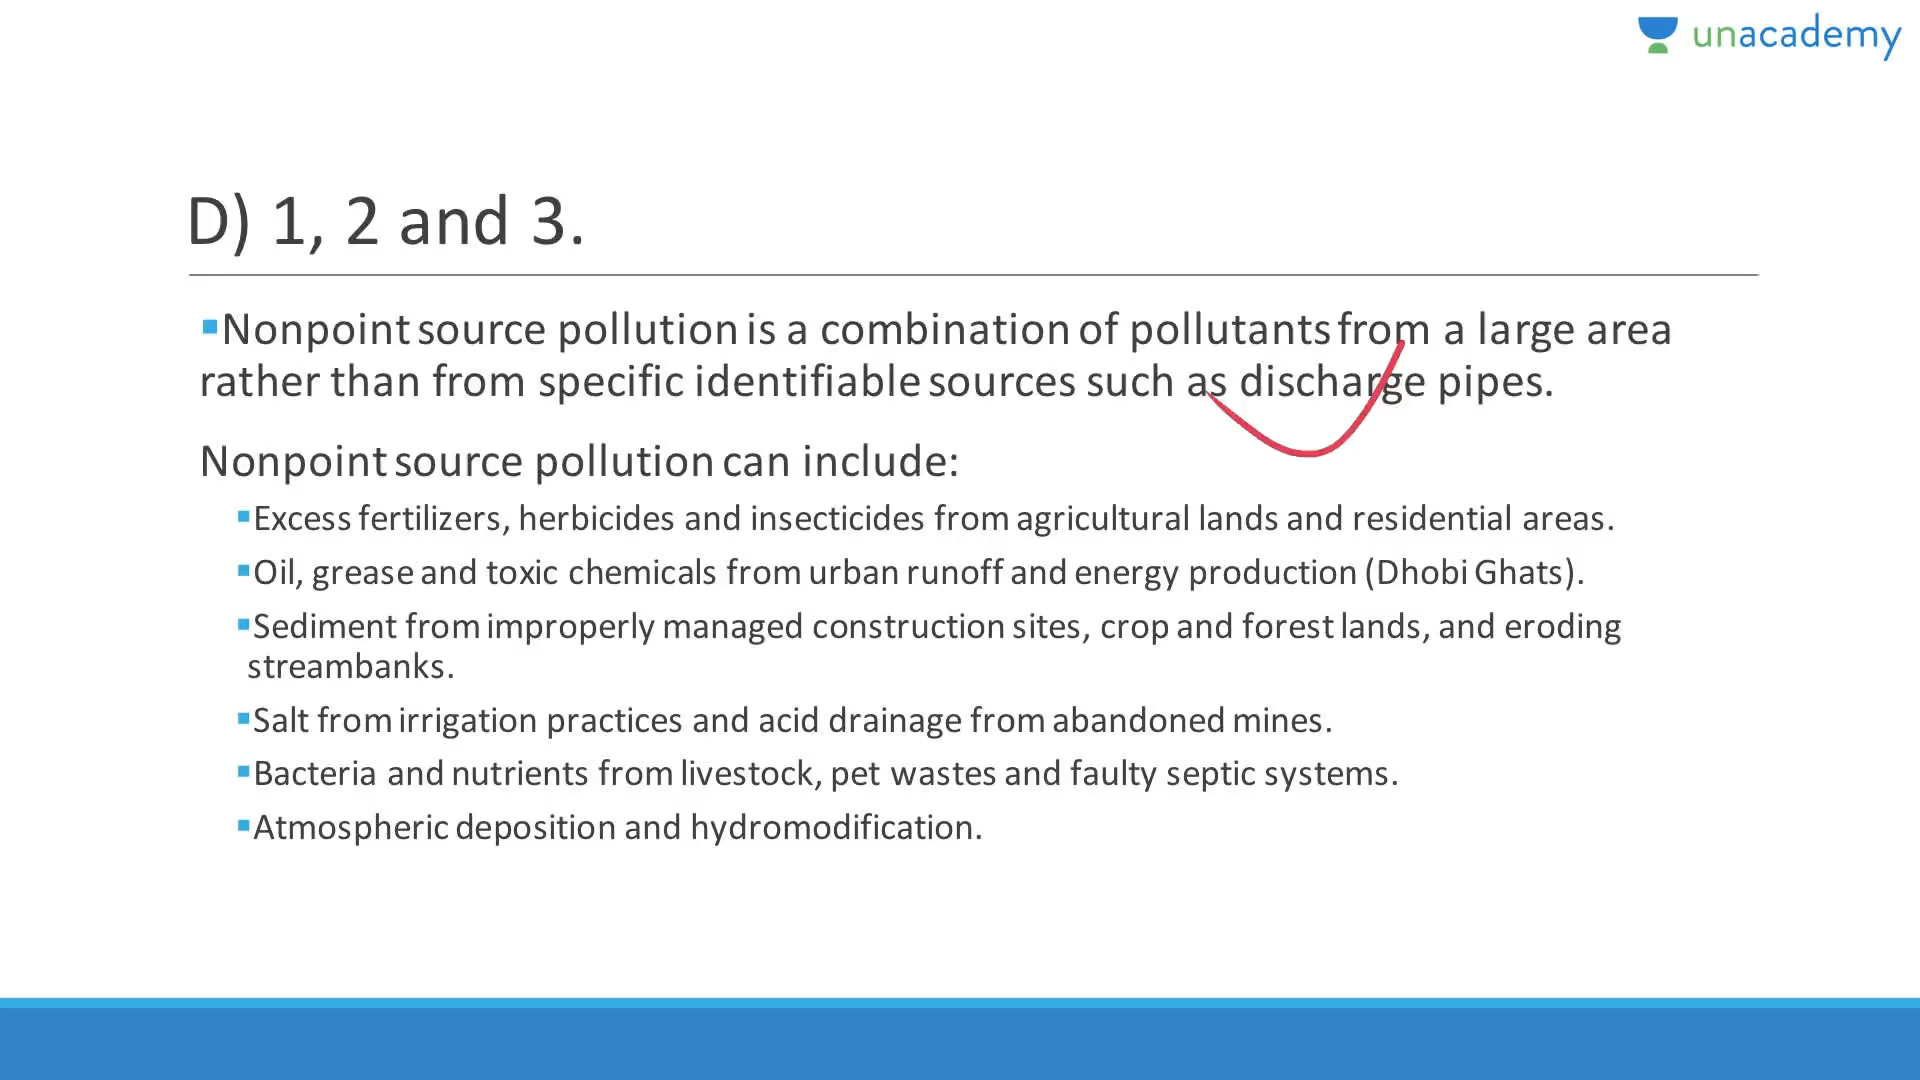 unacademy
D) 1, 2 and 3.
Nonpoint source pollution is a combination of pollutants from a large area
rather than from specific identifiable sources such as discharge pipes.
Nonpoint source pollution can include:
Excess fertilizers, herbicides and insecticides from agricultural lands and residential areas.
Oil, grease and toxic chemicals from urban runoff and energy production (Dhobi Ghats).
Sediment from improperly managed construction sites, crop and forest lands, and eroding
streambanks.
Salt from irrigation practices and acid drainage from abandoned mines.
Bacteria and nutrients from livestock, pet wastes and faulty septic systems.
Atmospheric deposition and hydromodification.